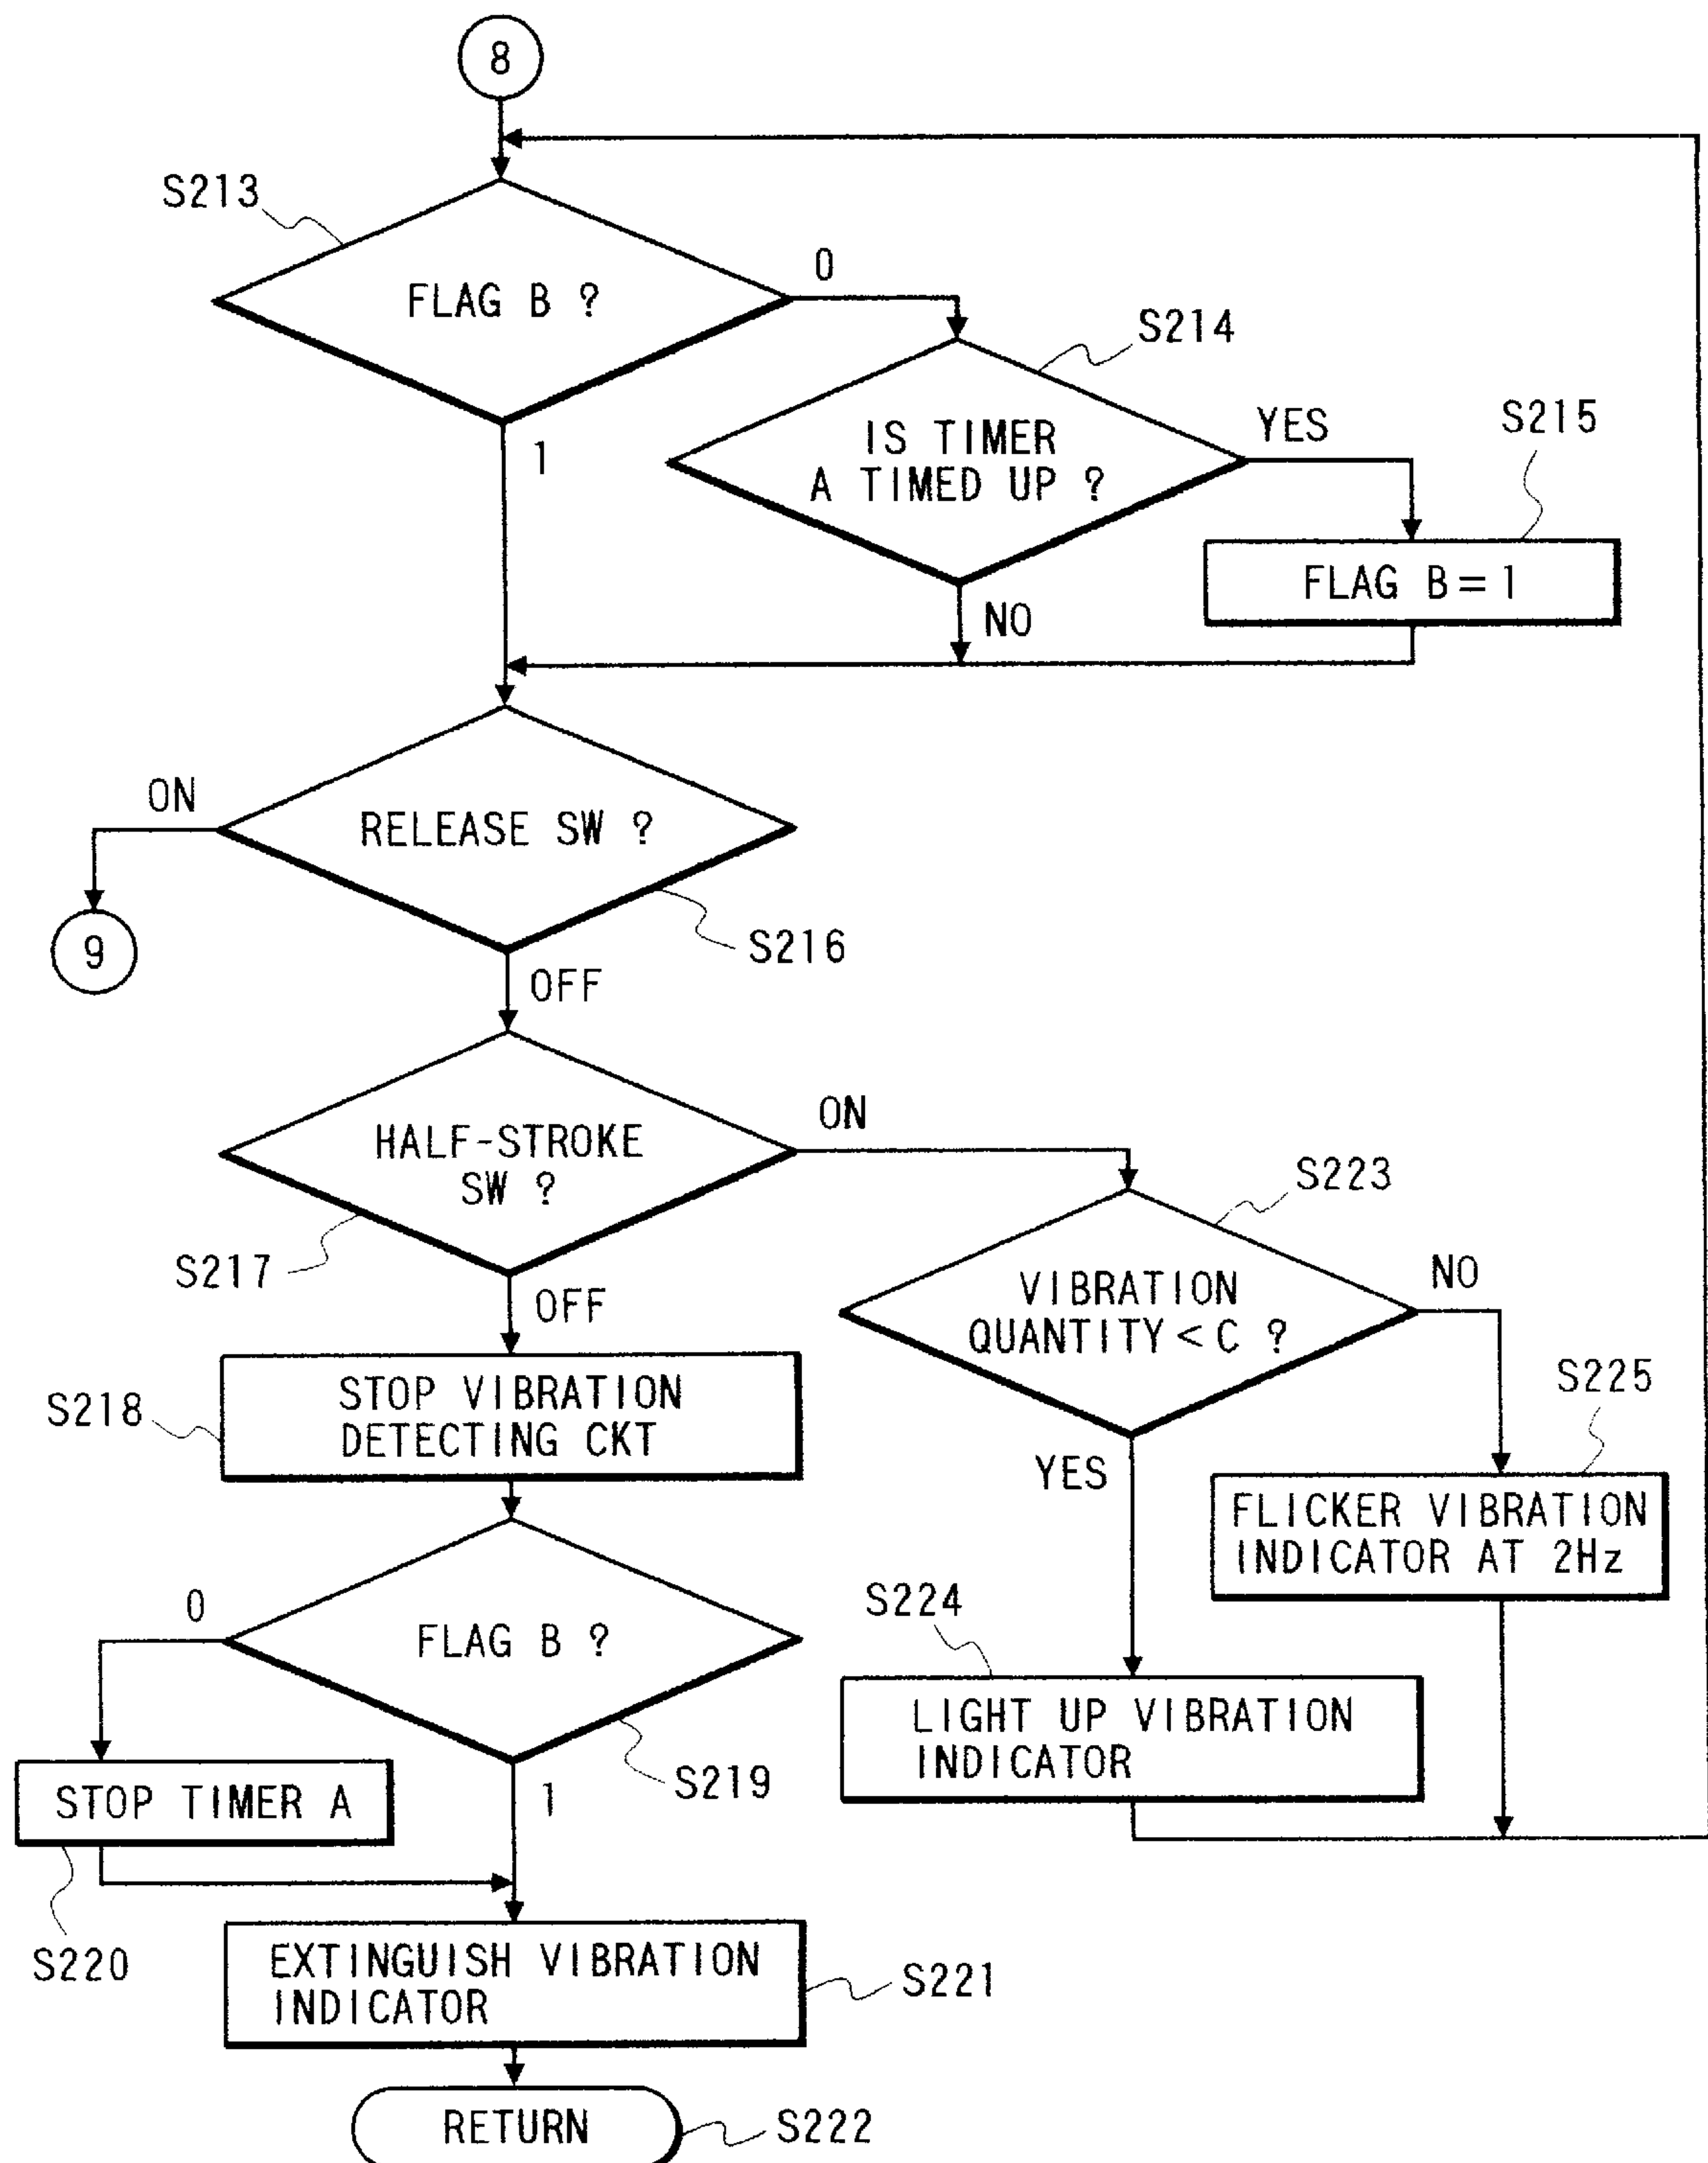 8
S213
FLAG B ?
0
1
S214
IS TIMER
A TIMED UP ?
YES
NO
S215
FLAG B=1
RELEASE SW ?
ON
9
S216
OFF
HALF-STROKE
SW ?
ON
S217
OFF
S223
VIBRATION
QUANTITY<C ?
NO
YES
S218
STOP VIBRATION
DETECTING CKT
S225
FLICKER VIBRATION
INDICATOR AT 2Hz
FLAG B ?
0
1
S219
S224
LIGHT UP VIBRATION
INDICATOR
STOP TIMER A
S220
EXTINGUISH VIBRATION
INDICATOR
S221
RETURN
S222